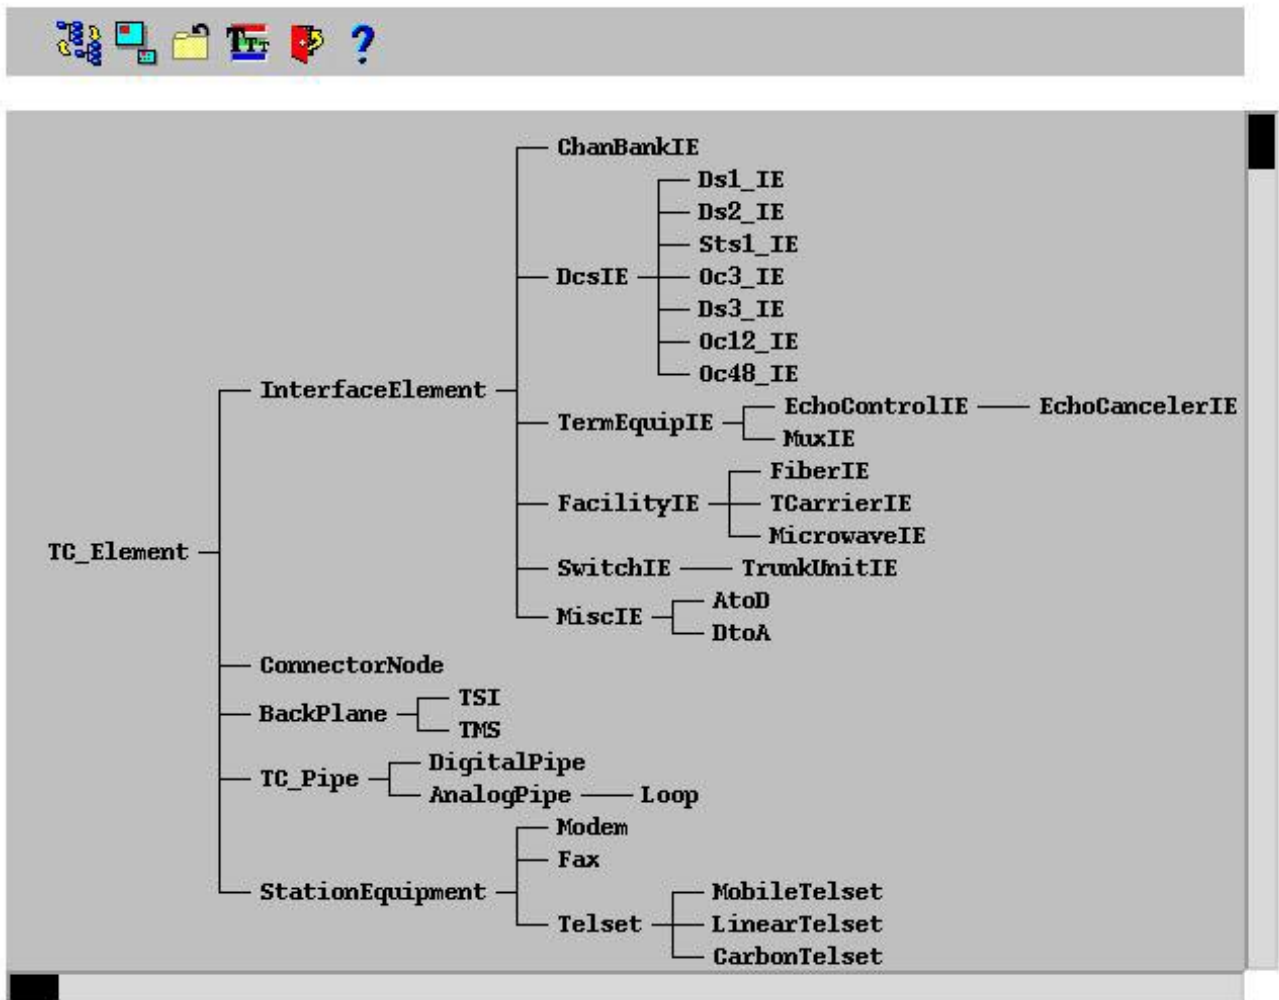 TTT
ChanBankIE
Ds1_IE
Ds2_IE
Sts1_IE
DcsIE
Oc3_IE
Ds3_IE
Oc12_IE
Oc48_IE
InterfaceElement
EchoControlIE
EchoCancelerIE
TermEquipIE
MuxIE
FiberIE
FacilityIE
TCarrierIE
MicrowaveIE
TC_Element
SwitchIE
TrunkUnitIE
AtoD
MiscIE
DtoA
ConnectorNode
TSI
BackPlane
TMS
DigitalPipe
TC_Pipe
AnalogPipe
Loop
Modem
Fax
StationEquipment
MobileTelset
Telset
LinearTelset
CarbonTelset